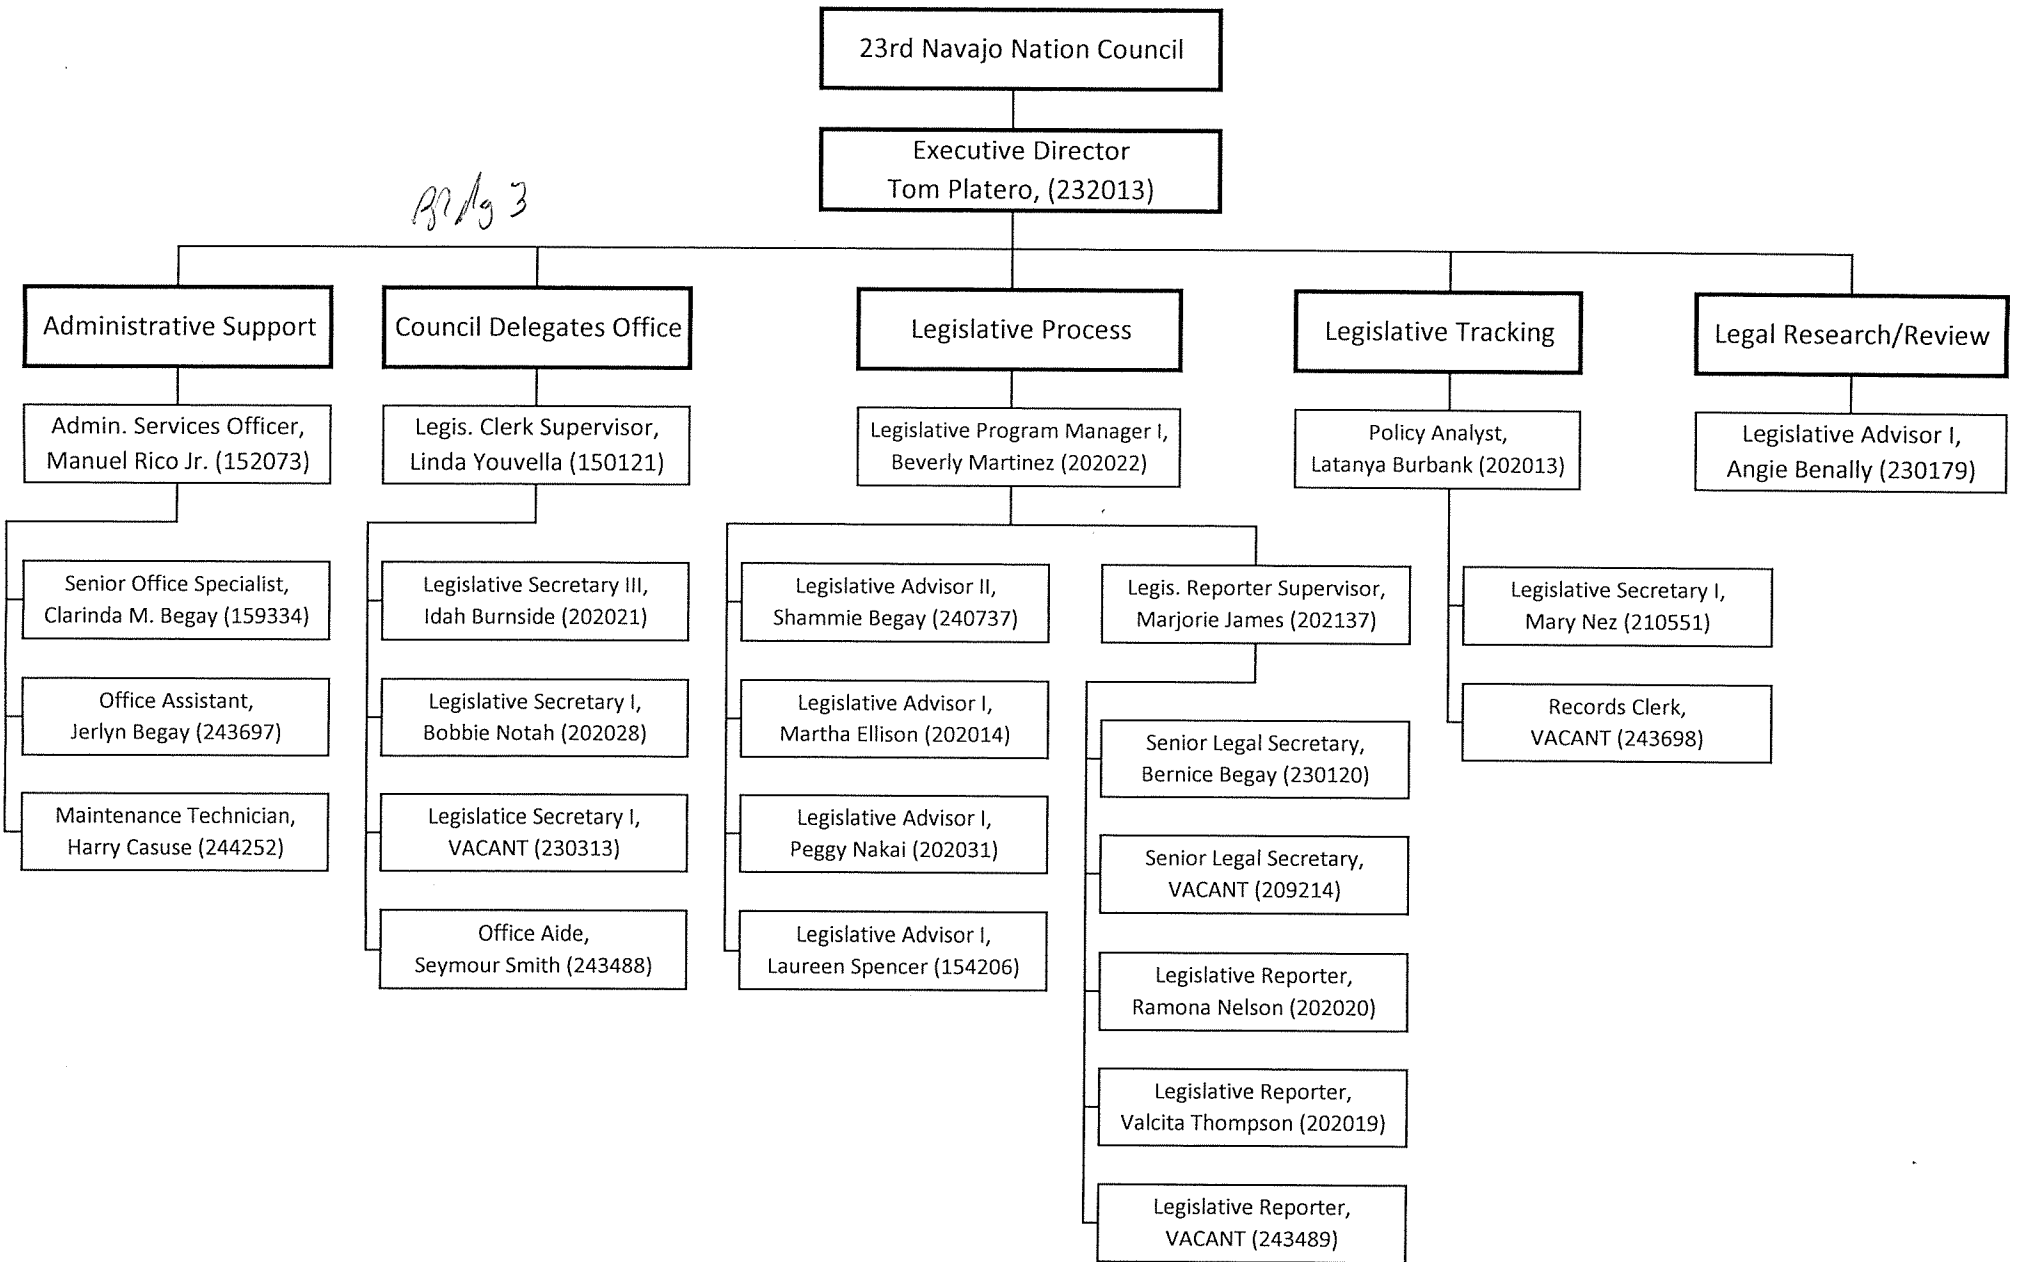 23rd Navajo Nation Council
Executive Director
Tom Platero, (232013)
Bldg 3
Administrative Support
Council Delegates Office
Legislative Process
Legislative Tracking
Legal Research/Review
Admin. Services Officer,
Manuel Rico Jr. (152073)
Legis. Clerk Supervisor,
Linda Youvella (150121)
Legislative Program Manager I,
Beverly Martinez (202022)
Policy Analyst,
Latanya Burbank (202013)
Legislative Advisor I,
Angie Benally (230179)
Senior Office Specialist,
Clarinda M. Begay (159334)
Office Assistant,
Jerlyn Begay (243697)
Maintenance Technician,
Harry Casuse (244252)
Legislative Secretary III,
Idah Burnside (202021)
Legislative Secretary I,
Bobbie Notah (202028)
Legislatice Secretary I,
VACANT (230313)
Office Aide,
Seymour Smith (243488)
Legislative Advisor II,
Shammie Begay (240737)
Legislative Advisor I,
Martha Ellison (202014)
Legislative Advisor I,
Peggy Nakai (202031)
Legislative Advisor I,
Laureen Spencer (154206)
Legis. Reporter Supervisor,
Marjorie James (202137)
Senior Legal Secretary,
Bernice Begay (230120)
Senior Legal Secretary,
VACANT (209214)
Legislative Reporter,
Ramona Nelson (202020)
Legislative Reporter,
Valcita Thompson (202019)
Legislative Reporter,
VACANT (243489)
Legislative Secretary I,
Mary Nez (210551)
Records Clerk,
VACANT (243698)